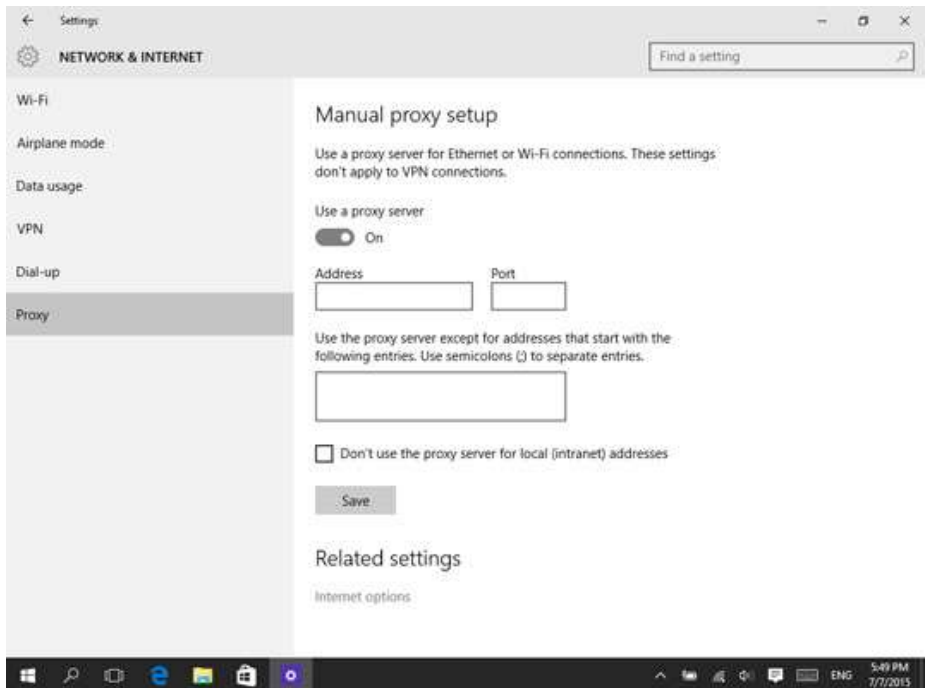 Settings
NETWORK & INTERNET
Find a setting
Wi-Fi
Airplane mode
Data usage
VPN
Dial-up
Proxy
Manual proxy setup
Use a proxy server for Ethernet or Wi-Fi connections. These settings
don't apply to VPN connections.
Use a proxy server
On
Address Port
Use the proxy server except for addresses that start with the
following entries. Use semicolons (;) to separate entries.
Don't use the proxy server for local (intranet) addresses
Save
Related settings
Internet options
ENG
5:49 PM
7/7/2015